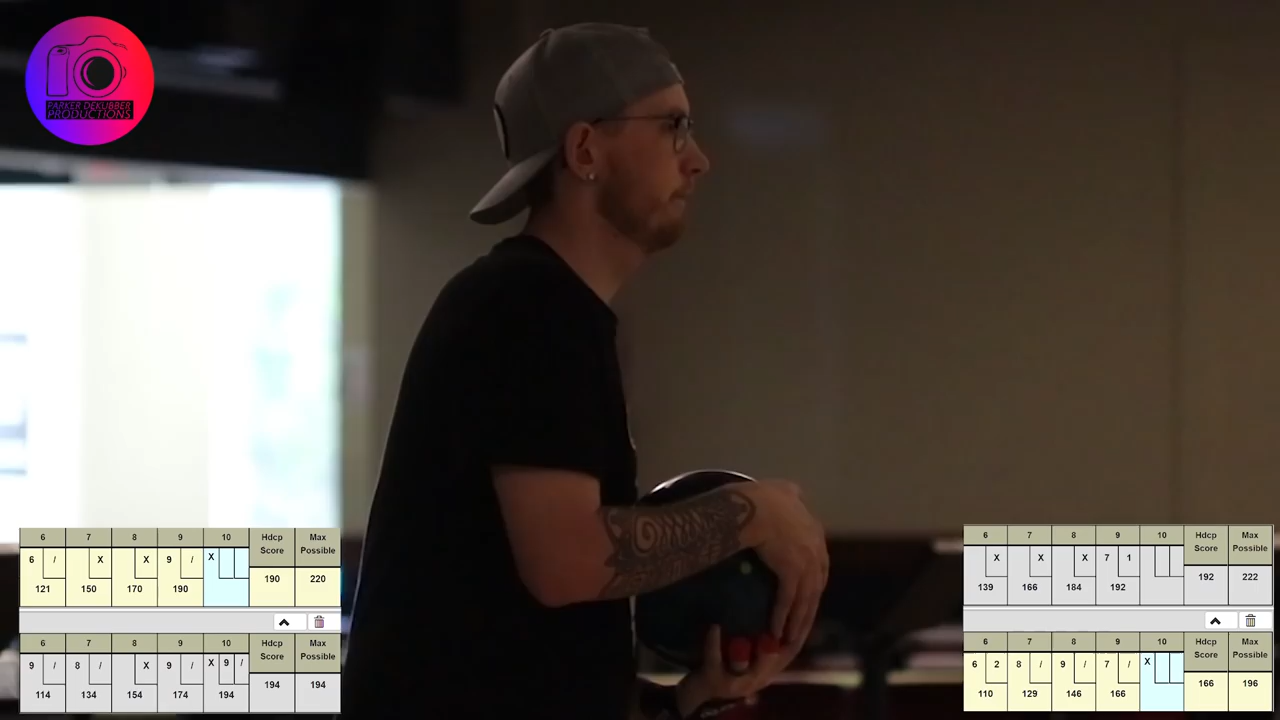 PARKER DEKUBBER
PRODUCTIONS
6 7 8 9 10 Hdcp Score Max Possible
6 / X X 9 / X
121 150 170 190 190 220
6 7 8 9 10 Hdcp Score Max Possible
9 / 8 / X 9 / X 9 /
114 134 154 174 194 194 194
6 7 8 9 10 Hdcp Score Max Possible
X X X 7 1
139 166 184 192 192 222
6 7 8 9 10 Hdcp Score Max Possible
6 2 8 / 9 / 7 / X
110 129 146 166 166 196